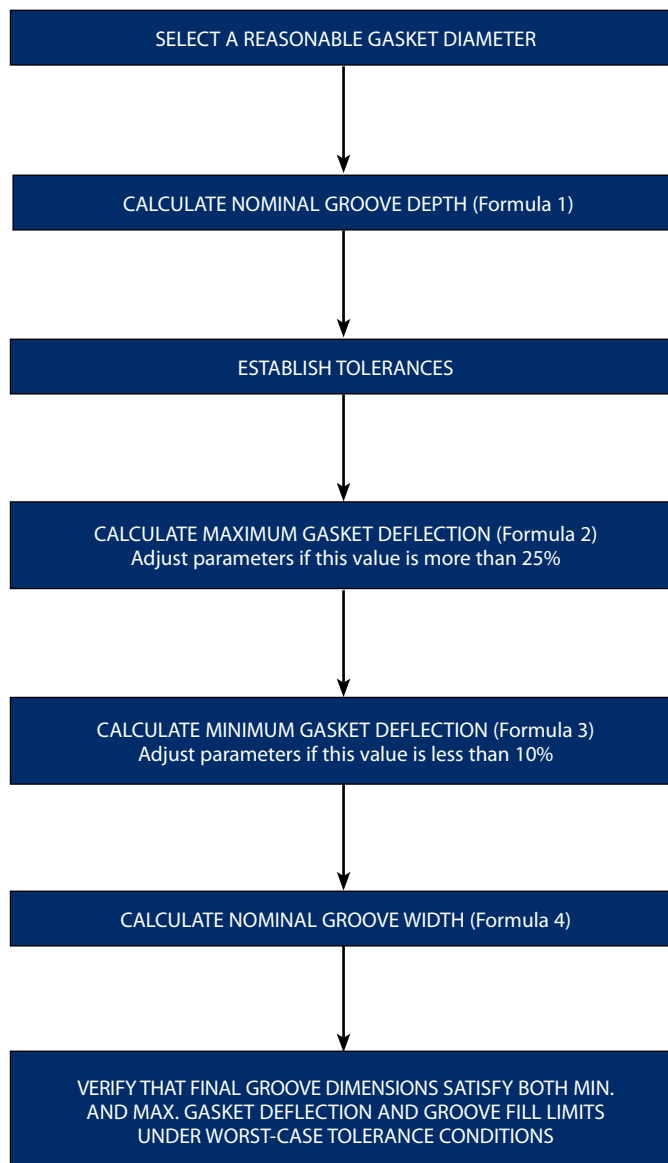 SELECT A REASONABLE GASKET DIAMETER
CALCULATE NOMINAL GROOVE DEPTH (Formula 1)
ESTABLISH TOLERANCES
CALCULATE MAXIMUM GASKET DEFLECTION (Formula 2)
Adjust parameters if this value is more than 25%
CALCULATE MINIMUM GASKET DEFLECTION (Formula 3)
Adjust parameters if this value is less than 10%
CALCULATE NOMINAL GROOVE WIDTH (Formula 4)
VERIFY THAT FINAL GROOVE DIMENSIONS SATISFY BOTH MIN.
AND MAX. GASKET DEFLECTION AND GROOVE FILL LIMITS
UNDER WORST-CASE TOLERANCE CONDITIONS